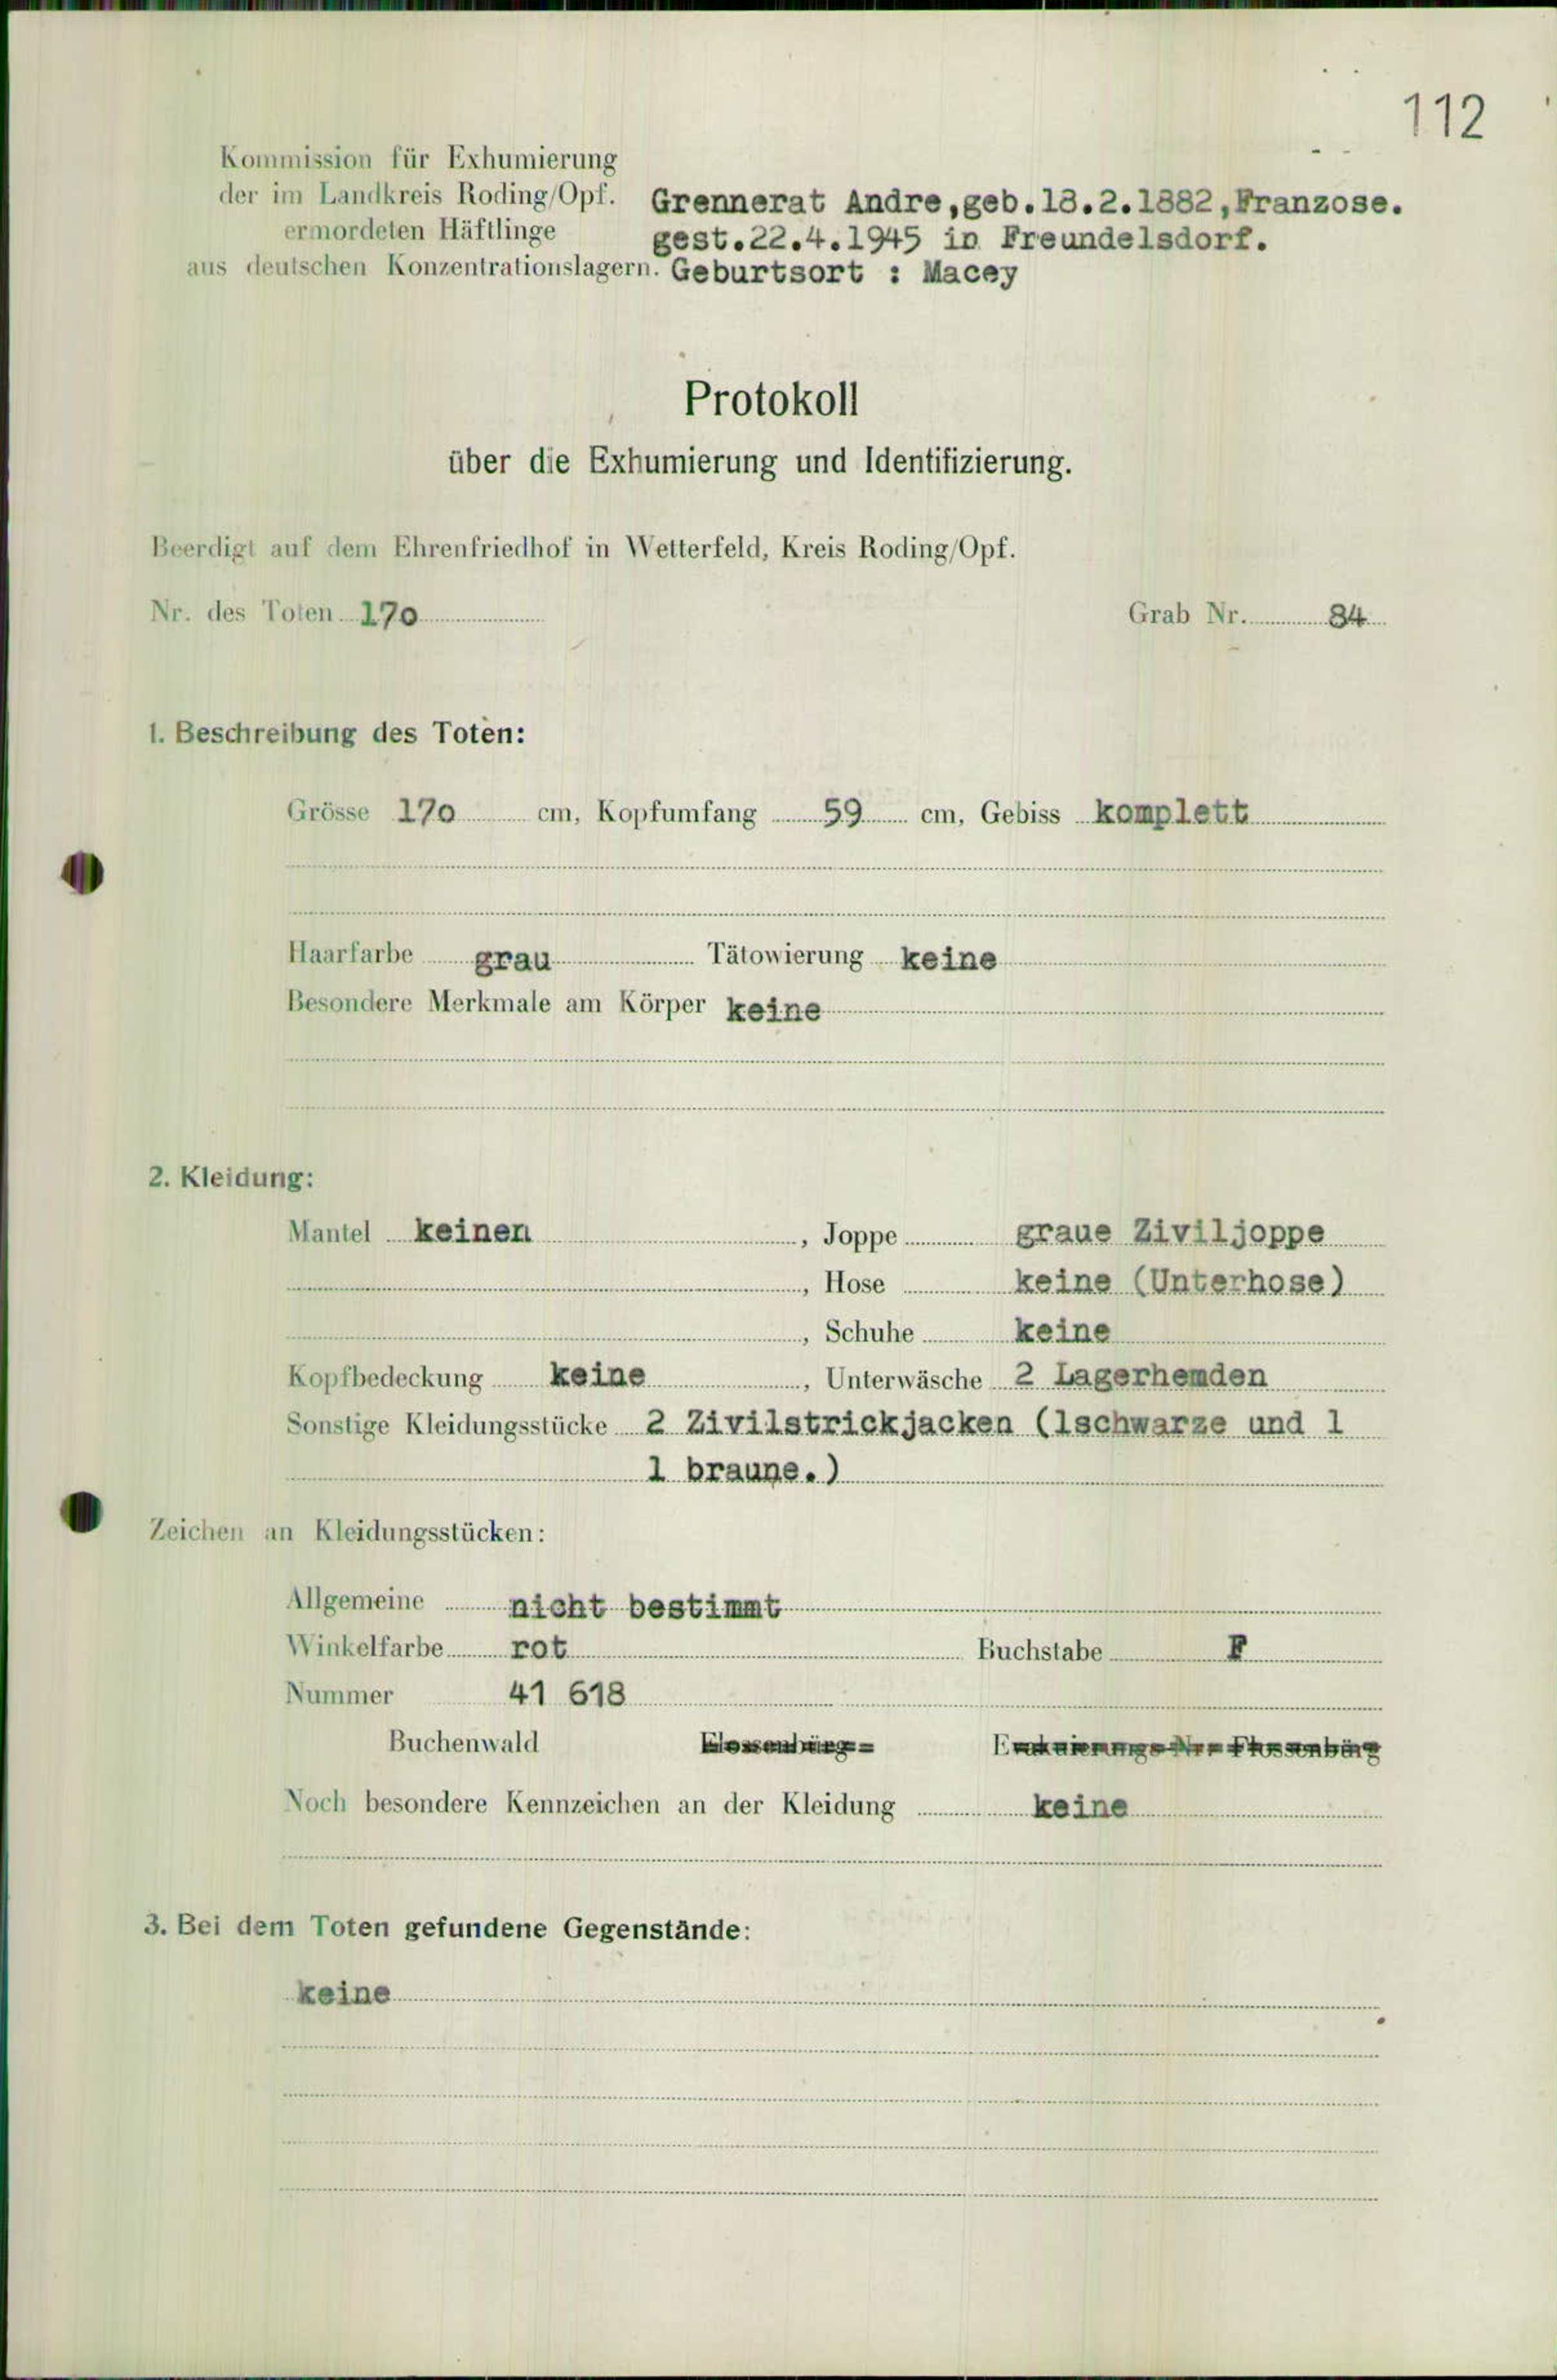 112
Kommission für Exhumierung
der im Landkreis Roding/Opf. Grennerat Andre,geb.13.2.1882,Franzose.
ermordeten Häftlinge gest.22.4.1945 in Freundelsdorf.
aus deutschen Konzentrationslagern. Geburtsort : Macey
Protokoll
über die Exhumierung und Identifizierung.
Beerdigt auf dem Ehrenfriedhof in Wetterfeld, Kreis Roding/Opf.
Nr. des Toten 170 Grab Nr. 84
1. Beschreibung des Toten:
Grösse 170 cm, Kopfumfang 59 cm, Gebiss komplett
Haarfarbe grau Tätowierung keine
Besondere Merkmale am Körper keine
2. Kleidung:
Mantel keinen , Joppe graue Ziviljoppe
, Hose keine (Unterhose)
, Schuhe keine
Kopfbedeckung keine , Unterwäsche 2 Lagerhemden
Sonstige Kleidungsstücke 2 Zivilstrickjacken (1schwarze und 1
1 braune.)
Zeichen an Kleidungsstücken:
Allgemeine nicht bestimmt
Winkelfarbe rot Buchstabe F
Nummer 41 618
Buchenwald
Noch besondere Kennzeichen an der Kleidung keine
3. Bei dem Toten gefundene Gegenstände:
keine